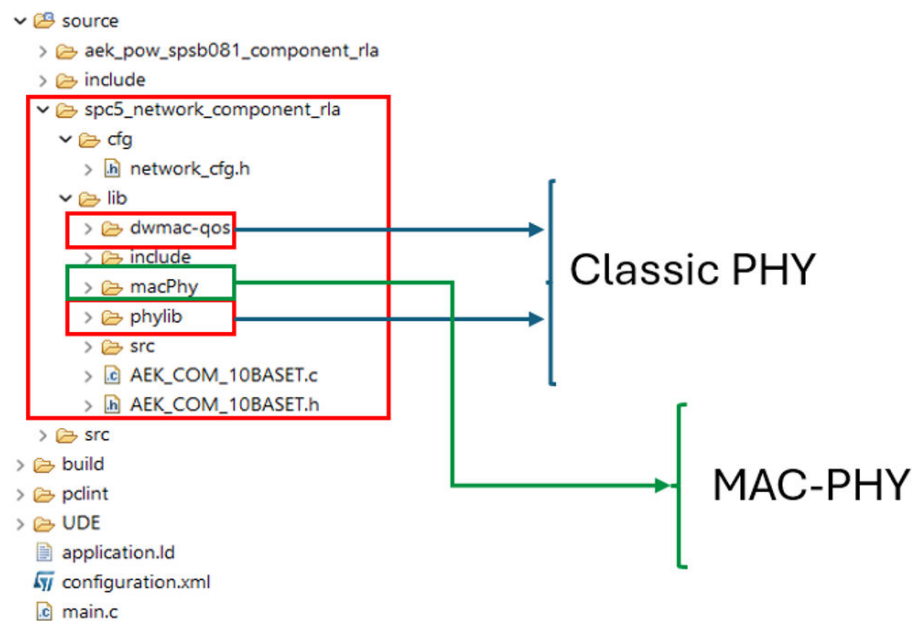 source
aek_pow_spsb081_component_rla
include
spc5_network_component_rla
cfg
network_cfg.h
lib
dwmac-qos
include
macPhy
phylib
src
AEK_COM_10BASET.c
AEK_COM_10BASET.h
src
build
pclint
UDE
application.ld
configuration.xml
main.c
Classic PHY
MAC-PHY